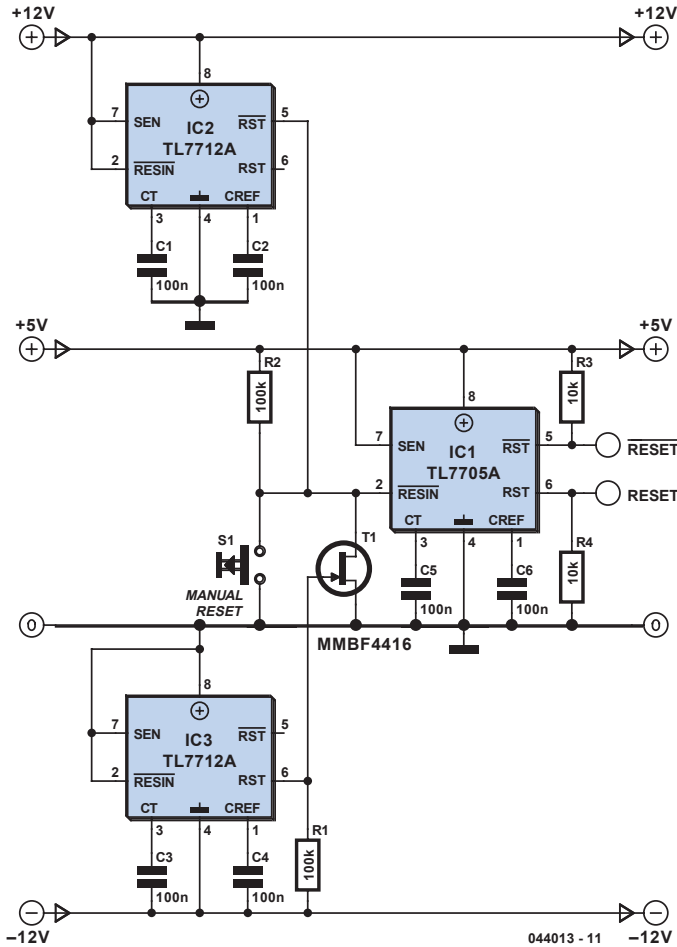 +12V
+12V
8
7
SEN
IC2
RST
5
TL7712A
2
RESIN
RST
6
CT
CREF
3
4
1
C1
C2
100n
100n
+5V
+5V
R2
R3
100k
10k
8
7
SEN
IC1
RST
5
RESET
TL7705A
2
RESIN
RST
6
RESET
CT
CREF
S1
T1
3
4
1
R4
C5
C6
10k
MANUAL
RESET
100n
100n
0
0
MMBF4416
8
7
SEN
IC3
RST
5
TL7712A
2
RESIN
RST
6
CT
CREF
3
4
1
R1
C3
C4
100k
100n
100n
–12V
044013 - 11
–12V